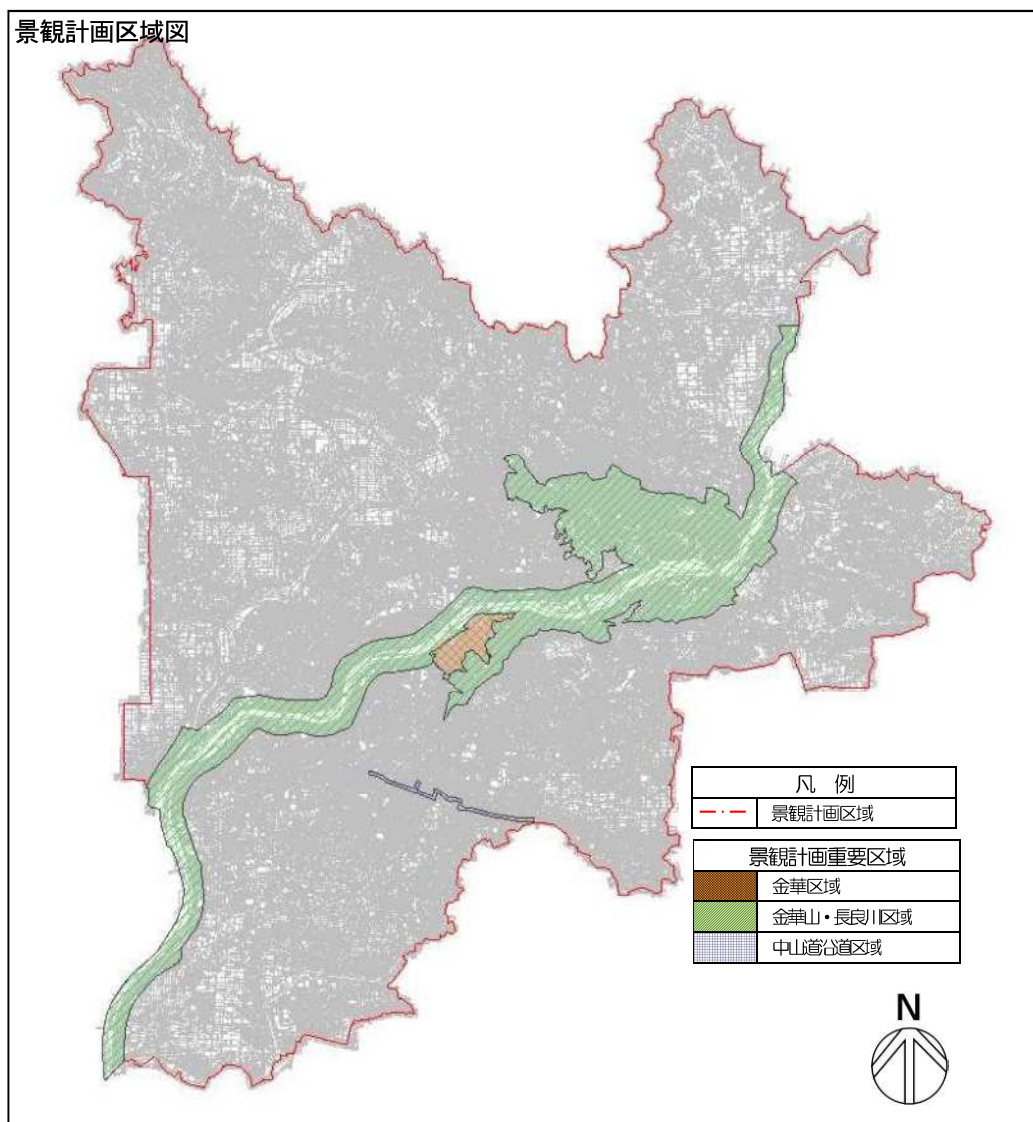 景観計画区域図
凡 例
景観計画区域
景観計画重要区域
金華区域
金華山・長良川区域
中山道沿道区域
N